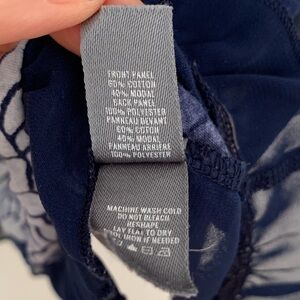 FRONT PANEL
60% COTTON
40% MODAL
BACK PANEL
100% POLYESTER
PANNEAU DEVANT
60% COTON
40% MODAL
PANNEAU ARRIÈRE
100% POLYESTER
MACHINE WASH COLD
DO NOT BLEACH
RESHAPE
LAY FLAT TO DRY
COOL IRON IF NEEDED